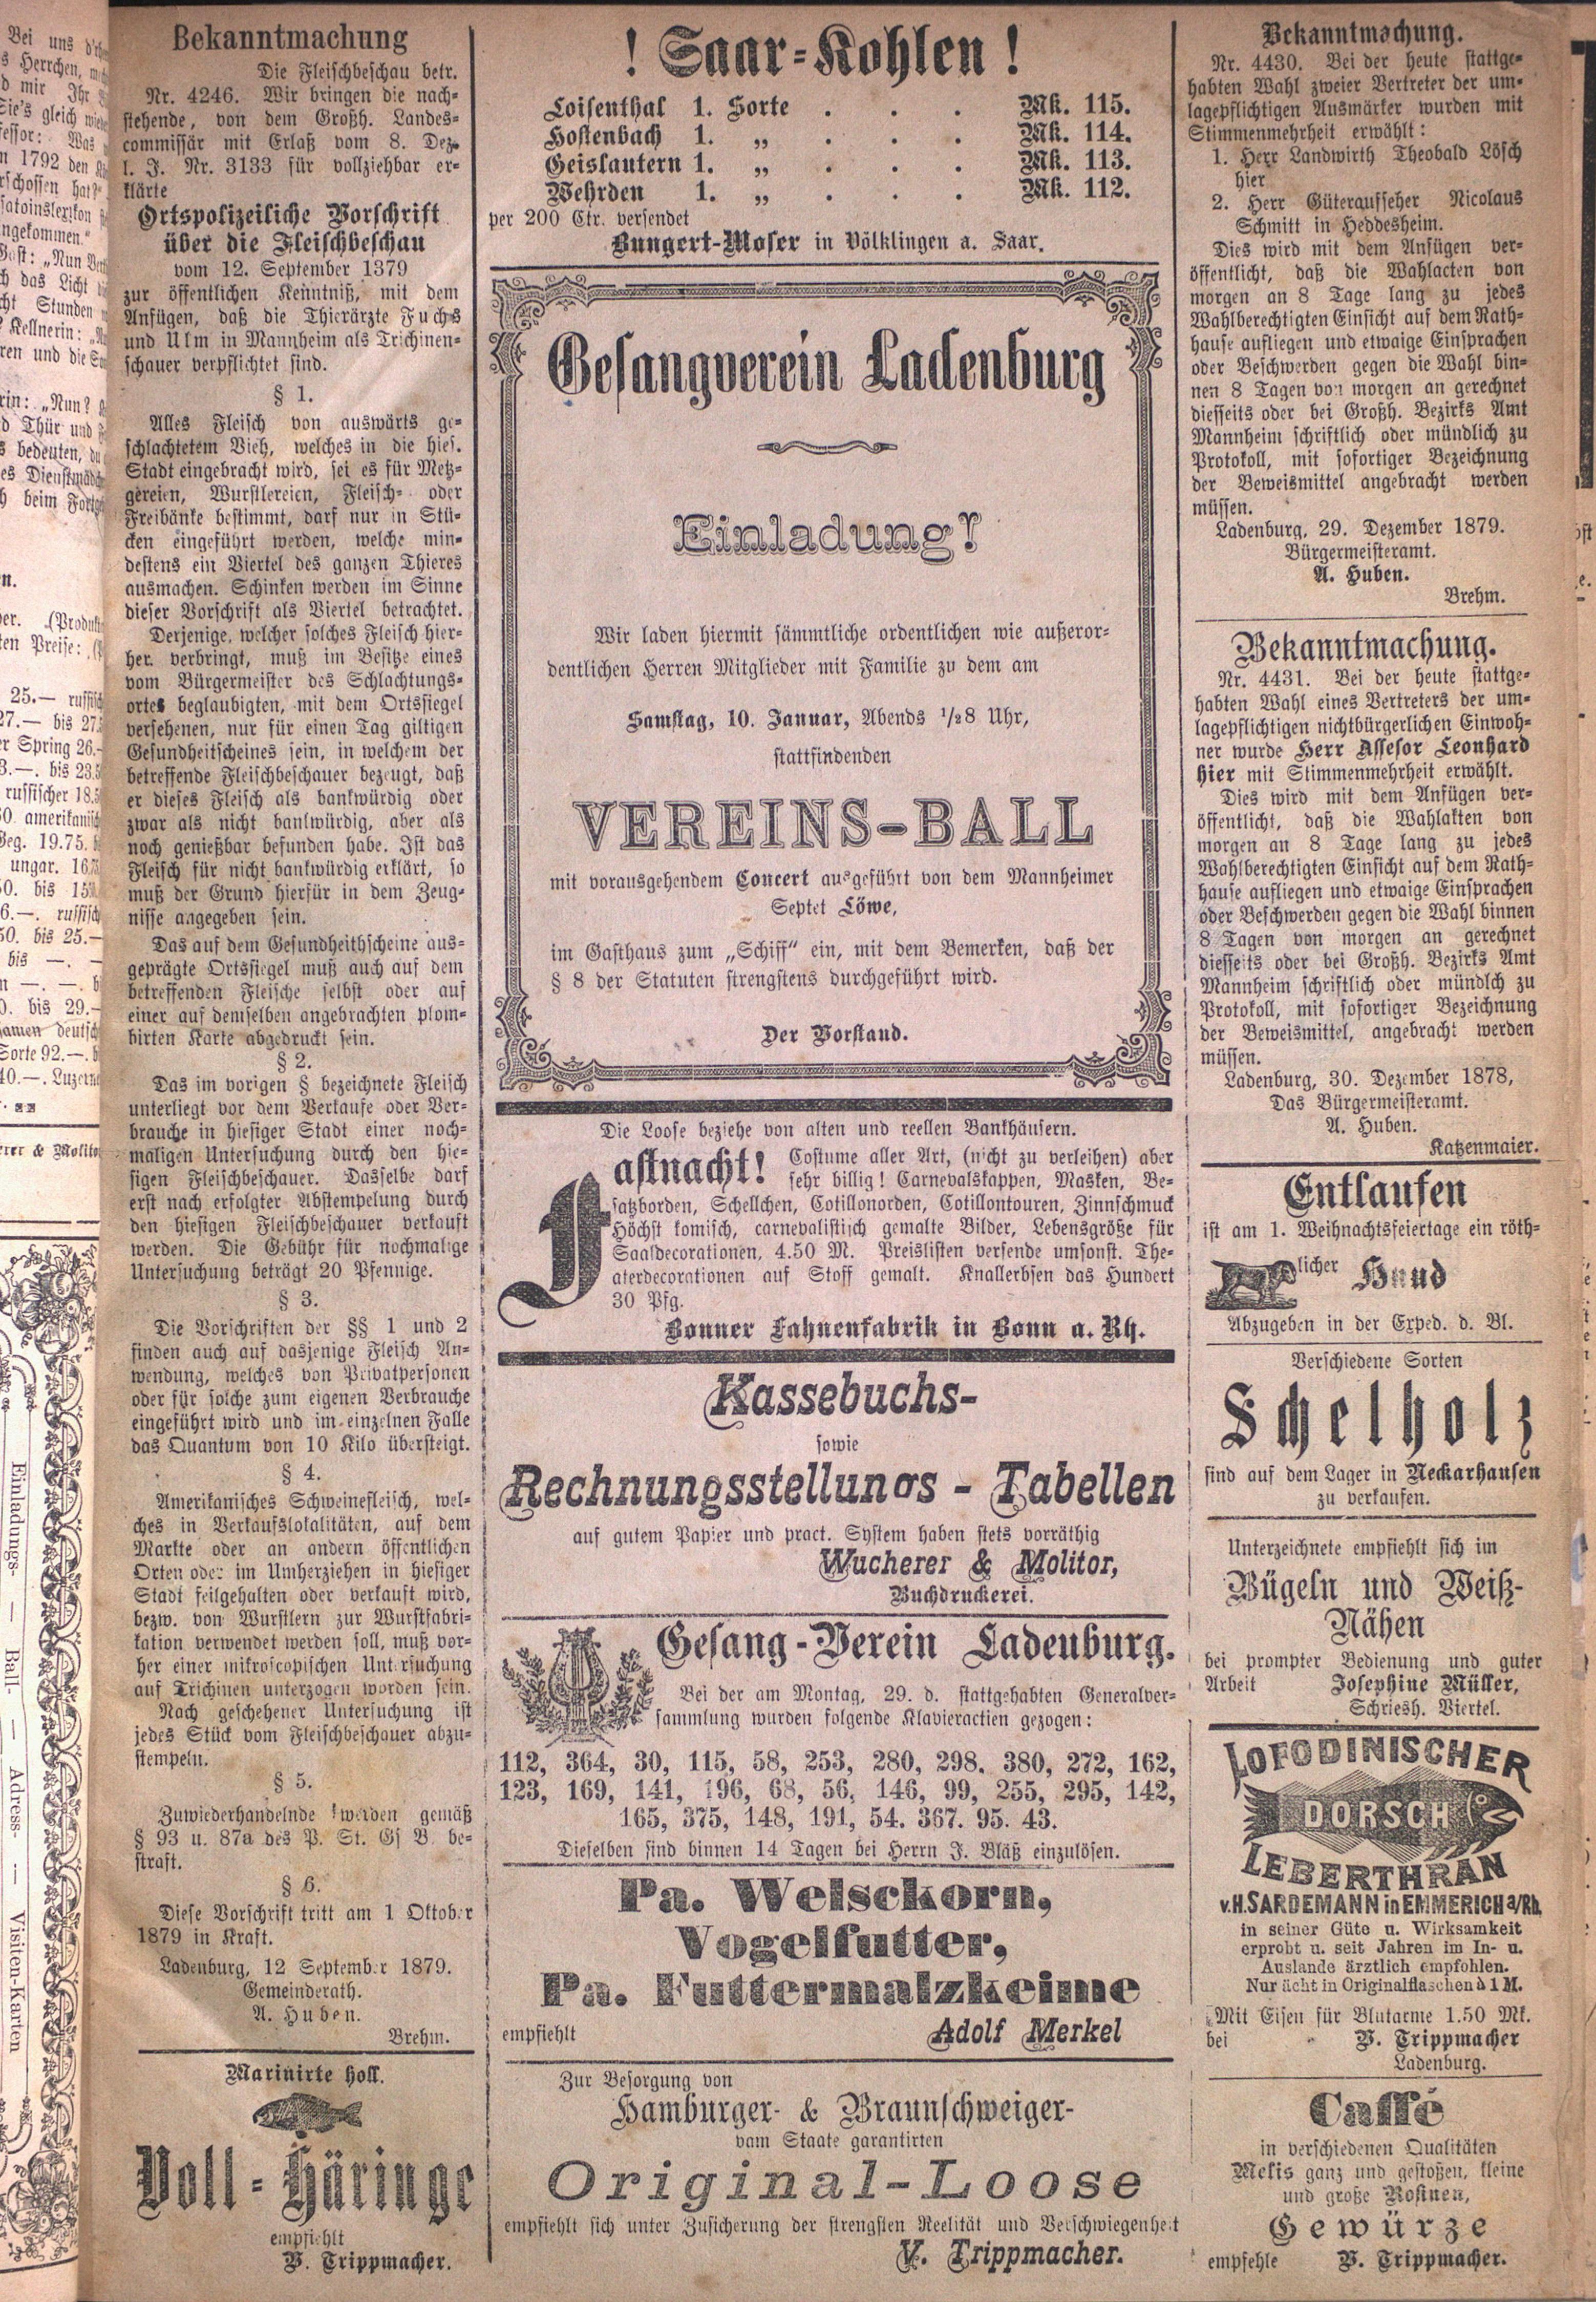 Bekanntmachung
Die Fleischbeschau betr.
Nr. 4246. Wir bringen die nach-
stehende, von dem Großh. Landes-
commissär mit Erlaß vom 8. Dez.
l. J. Nr. 3133 für vollziehbar er-
klärte
Ortspolizeiliche Vorschrift
über die Fleischbeschau
vom 12. September 1379
zur öffentlichen Kenntniß, mit dem
Anfügen, daß die Thierärzte Fuchs
und Ulm in Mannheim als Trichinen-
schauer verpflichtet sind.
§ 1.
Alles Fleisch von auswärts ge-
schlachtetem Vieh, welches in die hies.
Stadt eingebracht wird, sei es für Metz-
gereien, Wurstlereien, Fleisch- oder
Freibänke bestimmt, darf nur in Stü-
cken eingeführt werden, welche min-
destens ein Viertel des ganzen Thieres
ausmachen. Schinken werden im Sinne
dieser Vorschrift als Viertel betrachtet.
Derjenige, welcher solches Fleisch hier-
her verbringt, muß im Besitze eines
vom Bürgermeister des Schlachtungs-
ortes beglaubigten, mit dem Ortssiegel
versehenen, nur für einen Tag giltigen
Gesundheitscheines sein, in welchem der
betreffende Fleischbeschauer bezeugt, daß
er dieses Fleisch als bankwürdig oder
zwar als nicht bankwürdig, aber als
noch genießbar befunden habe. Ist das
Fleisch für nicht bankwürdig erklärt, so
muß der Grund hierfür in dem Zeug-
nisse angegeben sein.
Das auf dem Gesundheithscheine aus-
geprägte Ortssiegel muß auch auf dem
betreffenden Fleische selbst oder auf
einer auf demselben angebrachten plom-
birten Karte abgedruckt sein.
§ 2.
Das im vorigen § bezeichnete Fleisch
unterliegt vor dem Verkaufe oder Ver-
brauche in hiesiger Stadt einer noch-
maligen Untersuchung durch den hie-
sigen Fleischbeschauer. Dasselbe darf
erst nach erfolgter Abstempelung durch
den hiesigen Fleischbeschauer verkauft
werden. Die Gebühr für nochmalige
Untersuchung beträgt 20 Pfennige.
§ 3.
Die Vorschriften der §§ 1 und 2
finden auch auf dasjenige Fleisch An-
wendung, welches von Privatpersonen
oder für solche zum eigenen Verbrauche
eingeführt wird und im einzelnen Falle
das Quantum von 10 Kilo übersteigt.
§ 4.
Amerikanisches Schweinefleisch, wel-
ches in Verkaufslokalitäten, auf dem
Markte oder an andern öffentlichen
Orten oder im Umherziehen in hiesiger
Stadt feilgehalten oder verkauft wird,
bezw. von Wurstlern zur Wurstfabri-
kation verwendet werden soll, muß vor-
her einer mikroscopischen Untersuchung
auf Trichinen unterzogen worden sein.
Nach geschehener Untersuchung ist
jedes Stück vom Fleischbeschauer abzu-
stempeln.
§ 5.
Zuwiederhandelnde werden gemäß
§ 93 u. 87a des P. St. Gs B. be-
straft.
§ 6.
Diese Vorschrift tritt am 1 Oktober
1879 in Kraft.
Ladenburg, 12 September 1879.
Gemeinderath.
A. Huben.
Brehm.
Marinirte holl.
Voll-Häringe
empfiehlt
V. Trippmacher.
! Saar-Kohlen !
Loisenthal 1. Sorte . . . Mk. 115.
Hostenbach 1. „ . . . Mk. 114.
Geislautern 1. „ . . . Mk. 113.
Wehrden 1. „ . . . Mk. 112.
per 200 Ctr. versendet
Bungert-Moser in Völklingen a. Saar.
Gesangverein Ladenburg
Einladung!
Wir laden hiermit sämmtliche ordentlichen wie außeror-
dentlichen Herren Mitglieder mit Familie zu dem am
Samstag, 10. Januar, Abends ½8 Uhr,
stattfindenden
VEREINS-BALL
mit vorausgehendem Concert ausgeführt von dem Mannheimer
Septet Löwe,
im Gasthaus zum „Schiff“ ein, mit dem Bemerken, daß der
§ 8 der Statuten strengstens durchgeführt wird.
Der Vorstand.
Die Loose beziehe von alten und reellen Bankhäusern.
Fastnacht! Costume aller Art, (nicht zu verleihen) aber
sehr billig! Carnevalskappen, Masken, Be-
satzborden, Schellchen, Cotillonorden, Cotillontouren, Zinnschmuck
Höchst komisch, carnevalistisch gemalte Bilder, Lebensgröße für
Saaldecorationen, 4.50 M. Preislisten versende umsonst. The-
aterdecorationen auf Stoff gemalt. Knallerbsen das Hundert
30 Pfg.
Bonner Fahnenfabrik in Bonn a. Rh.
Kassebuchs-
sowie
Rechnungsstellungs - Tabellen
auf gutem Papier und pract. System haben stets vorräthig
Wucherer & Molitor,
Buchdruckerei.
Gesang-Verein Ladenburg.
Bei der am Montag, 29. d. stattgehabten Generalver-
sammlung wurden folgende Klavieractien gezogen:
112, 364, 30, 115, 58, 253, 280, 298. 380, 272, 162,
123, 169, 141, 196, 68, 56, 146, 99, 255, 295, 142,
165, 375, 148, 191, 54. 367. 95. 43.
Dieselben sind binnen 14 Tagen bei Herrn J. Bläß einzulösen.
Pa. Welschkorn,
Vogelfutter,
Pa. Futtermalzkeime
empfiehlt Adolf Merkel
Zur Besorgung von
Hamburger- & Braunschweiger-
vom Staate garantirten
Original-Loose
empfiehlt sich unter Zusicherung der strengsten Reelität und Verschwiegenheit
V. Trippmacher.
Bekanntmachung.
Nr. 4430. Bei der heute stattge-
habten Wahl zweier Vertreter der um-
lagepflichtigen Ausmärker wurden mit
Stimmenmehrheit erwählt:
1. Herr Landwirth Theobald Lösch
hier
2. Herr Güteraufseher Nicolaus
Schmitt in Heddesheim.
Dies wird mit dem Anfügen ver-
öffentlicht, daß die Wahlacten von
morgen an 8 Tage lang zu jedes
Wahlberechtigten Einsicht auf dem Rath-
hause aufliegen und etwaige Einsprachen
oder Beschwerden gegen die Wahl bin-
nen 8 Tagen von morgen an gerechnet
diesseits oder bei Großh. Bezirks Amt
Mannheim schriftlich oder mündlich zu
Protokoll, mit sofortiger Bezeichnung
der Beweismittel angebracht werden
müssen.
Ladenburg, 29. Dezember 1879.
Bürgermeisteramt.
A. Huben.
Brehm.
Bekanntmachung.
Nr. 4431. Bei der heute stattge-
habten Wahl eines Vertreters der um-
lagepflichtigen nichtbürgerlichen Einwoh-
ner wurde Herr Assesor Leonhard
hier mit Stimmenmehrheit erwählt.
Dies wird mit dem Anfügen ver-
öffentlicht, daß die Wahlakten von
morgen an 8 Tage lang zu jedes
Wahlberechtigten Einsicht auf dem Rath-
hause aufliegen und etwaige Einsprachen
oder Beschwerden gegen die Wahl binnen
8 Tagen von morgen an gerechnet
diesseits oder bei Großh. Bezirks Amt
Mannheim schriftlich oder mündlch zu
Protokoll, mit sofortiger Bezeichnung
der Beweismittel, angebracht werden
müssen.
Ladenburg, 30. Dezember 1878,
Das Bürgermeisteramt.
A. Huben.
Katzenmaier.
Entlaufen
ist am 1. Weihnachtsfeiertage ein röth-
licher Hund
Abzugeben in der Exped. d. Bl.
Verschiedene Sorten
Schelholz
sind auf dem Lager in Neckarhausen
zu verkaufen.
Unterzeichnete empfiehlt sich im
Bügeln und Weiß-
Nähen
bei prompter Bedienung und guter
Arbeit Josephine Müller,
Schriesh. Viertel.
LOFODINISCHER
DORSCH
LEBERTHRAN
v. H. SARDEMANN in EMMERICH a/Rh.
in seiner Güte u. Wirksamkeit
erprobt u. seit Jahren im In- u.
Auslande ärztlich empfohlen.
Nur ächt in Originalflaschen à 1 M.
Mit Eisen für Blutarme 1.50 Mk.
bei V. Trippmacher
Ladenburg.
Caffé
in verschiedenen Qualitäten
Melis ganz und gestoßen, kleine
und große Rosinen,
Gewürze
empfehle V. Trippmacher.